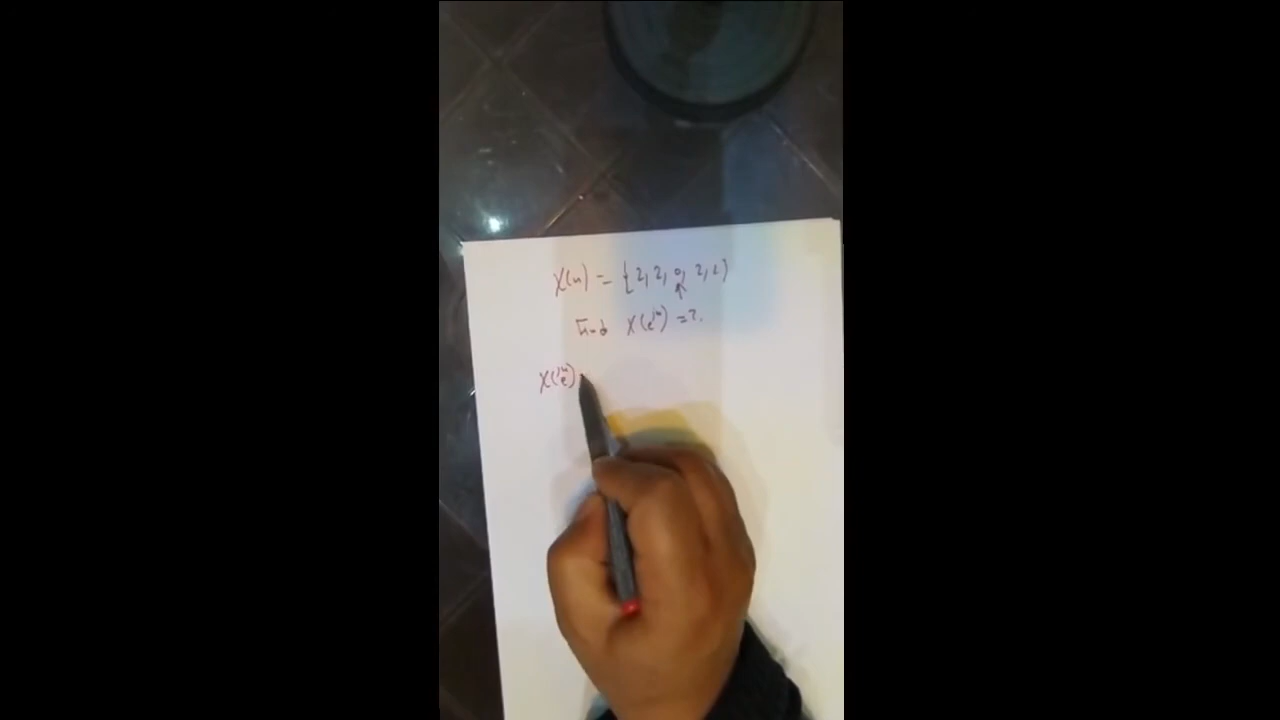 X(n) = {2, 2, 0, 2, 2}
↑
Find X(e^{jω}) = ?.
X(e^{jω})